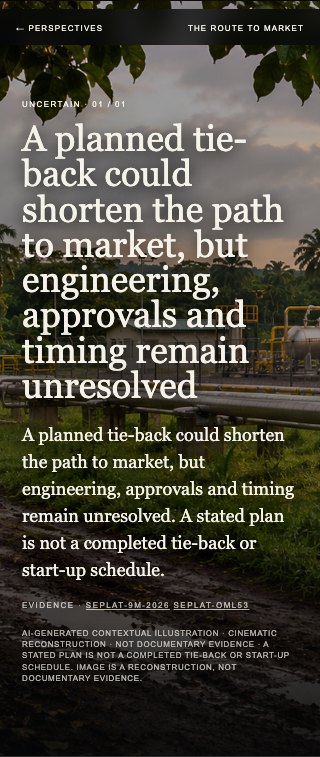 ← PERSPECTIVES
THE ROUTE TO MARKET
UNCERTAIN · 01 / 01
A planned tie-
back could
shorten the path
to market, but
engineering,
approvals and
timing remain
unresolved
A planned tie-back could shorten
the path to market, but
engineering, approvals and timing
remain unresolved. A stated plan
is not a completed tie-back or
start-up schedule.
EVIDENCE · SEPLAT-9M-2026 SEPLAT-OML53
AI-GENERATED CONTEXTUAL ILLUSTRATION · CINEMATIC
RECONSTRUCTION · NOT DOCUMENTARY EVIDENCE · A
STATED PLAN IS NOT A COMPLETED TIE-BACK OR START-UP
SCHEDULE. IMAGE IS A RECONSTRUCTION, NOT
DOCUMENTARY EVIDENCE.